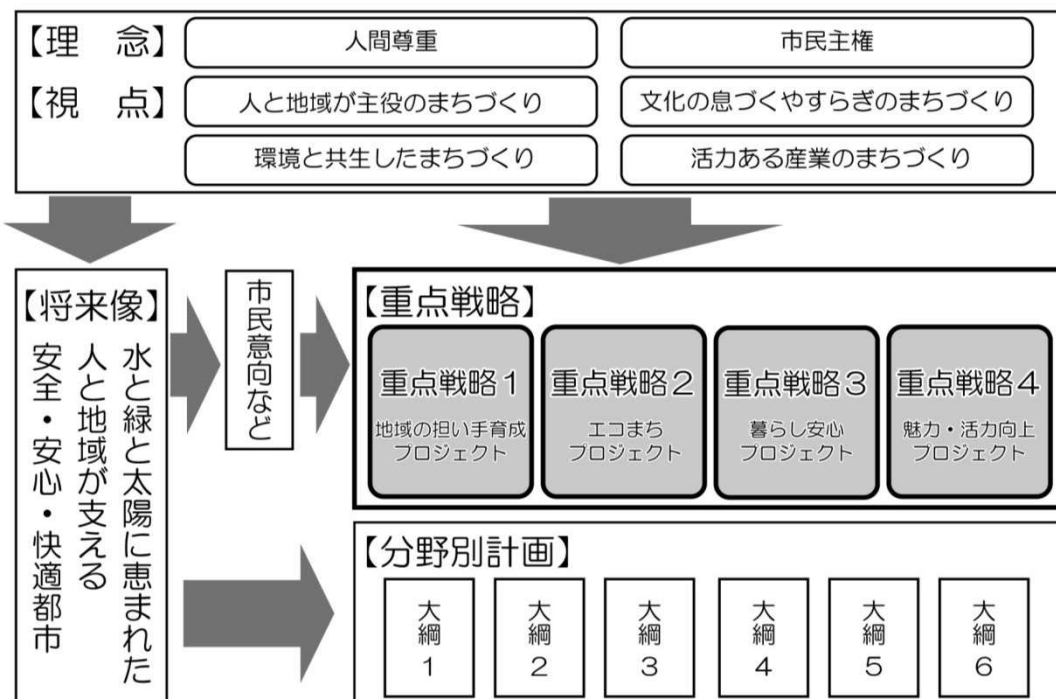 【理　念】
人間尊重
市民主権
【視　点】
人と地域が主役のまちづくり
文化の息づくやすらぎのまちづくり
環境と共生したまちづくり
活力ある産業のまちづくり
【将来像】
水と緑と太陽に恵まれた
人と地域が支える
安全・安心・快適都市
市民意向など
【重点戦略】
重点戦略1
地域の担い手育成
プロジェクト
重点戦略2
エコまち
プロジェクト
重点戦略3
暮らし安心
プロジェクト
重点戦略4
魅力・活力向上
プロジェクト
【分野別計画】
大綱1
大綱2
大綱3
大綱4
大綱5
大綱6